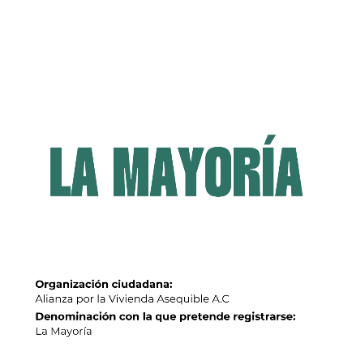 LA MAYORÍA
Organización ciudadana:
Alianza por la Vivienda Asequible A.C
Denominación con la que pretende registrarse:
La Mayoría